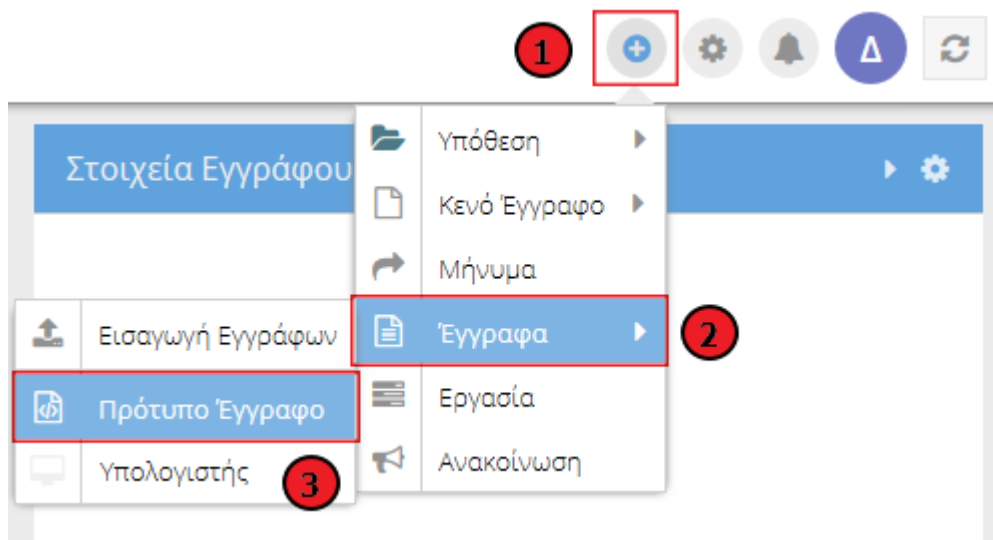 1
Δ
Στοιχεία Εγγράφου
Υπόθεση
Κενό Έγγραφο
Μήνυμα
Έγγραφα
2
Εργασία
Ανακοίνωση
Εισαγωγή Εγγράφων
Πρότυπο Έγγραφο
Υπολογιστής
3